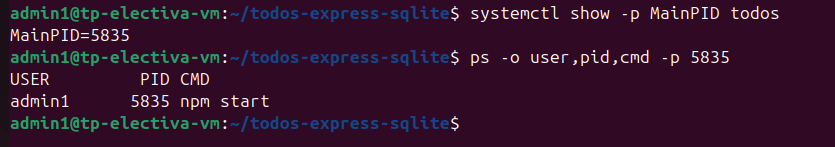 admin1@tp-electiva-vm:~/todos-express-sqlite$ systemctl show -p MainPID todos
MainPID=5835
admin1@tp-electiva-vm:~/todos-express-sqlite$ ps -o user,pid,cmd -p 5835
USER         PID CMD
admin1      5835 npm start
admin1@tp-electiva-vm:~/todos-express-sqlite$